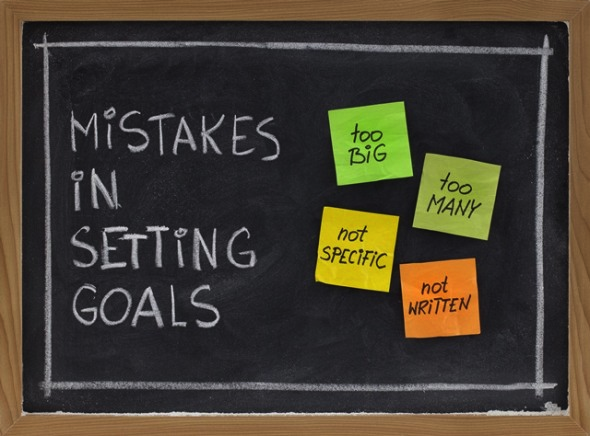 MiSTAKES
iN
SETTiNG
GOALS
too
BiG
too
MANY
not
SPECiFiC
not
WRiTTEN